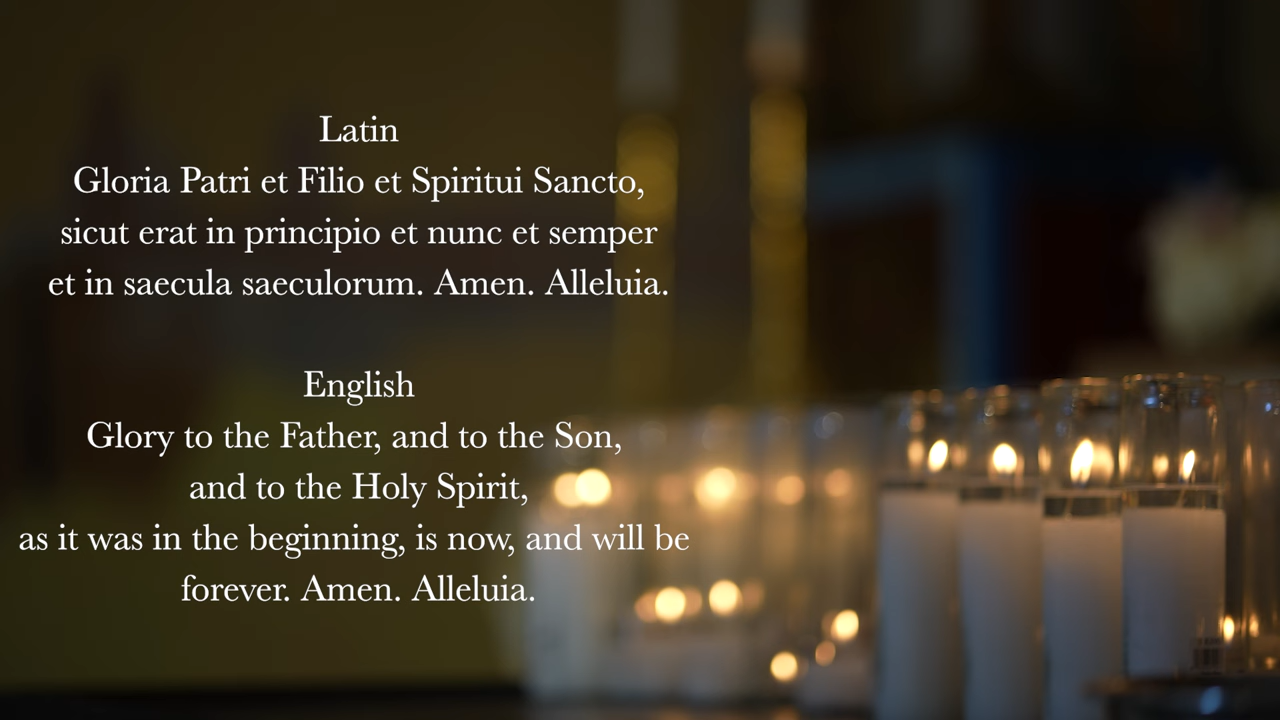 Latin
Gloria Patri et Filio et Spiritui Sancto,
sicut erat in principio et nunc et semper
et in saecula saeculorum. Amen. Alleluia.
English
Glory to the Father, and to the Son,
and to the Holy Spirit,
as it was in the beginning, is now, and will be
forever. Amen. Alleluia.